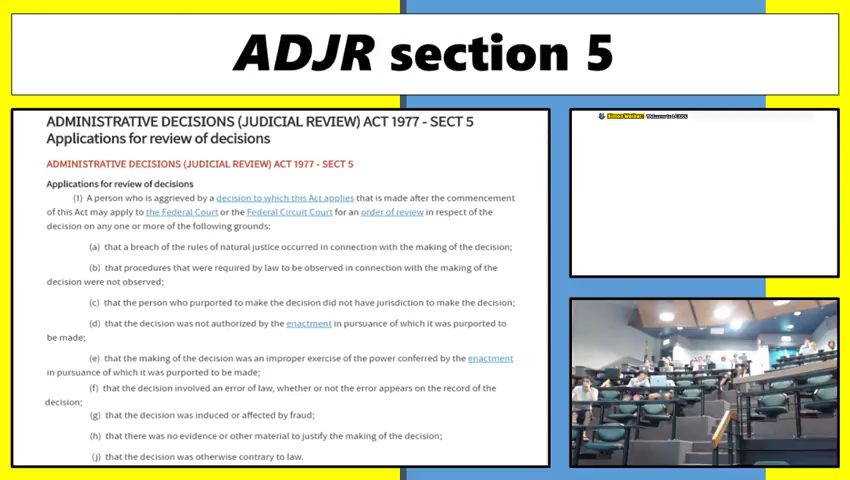 ADJR section 5
ADMINISTRATIVE DECISIONS (JUDICIAL REVIEW) ACT 1977 - SECT 5
Applications for review of decisions
ADMINISTRATIVE DECISIONS (JUDICIAL REVIEW) ACT 1977 - SECT 5
Applications for review of decisions
(1) A person who is aggrieved by a decision to which this Act applies that is made after the commencement
of this Act may apply to the Federal Court or the Federal Circuit Court for an order of review in respect of the
decision on any one or more of the following grounds:
(a) that a breach of the rules of natural justice occurred in connection with the making of the decision;
(b) that procedures that were required by law to be observed in connection with the making of the
decision were not observed;
(c) that the person who purported to make the decision did not have jurisdiction to make the decision;
(d) that the decision was not authorized by the enactment in pursuance of which it was purported to
be made;
(e) that the making of the decision was an improper exercise of the power conferred by the enactment
in pursuance of which it was purported to be made;
(f) that the decision involved an error of law, whether or not the error appears on the record of the
decision;
(g) that the decision was induced or affected by fraud;
(h) that there was no evidence or other material to justify the making of the decision;
(j) that the decision was otherwise contrary to law.
Welcome to